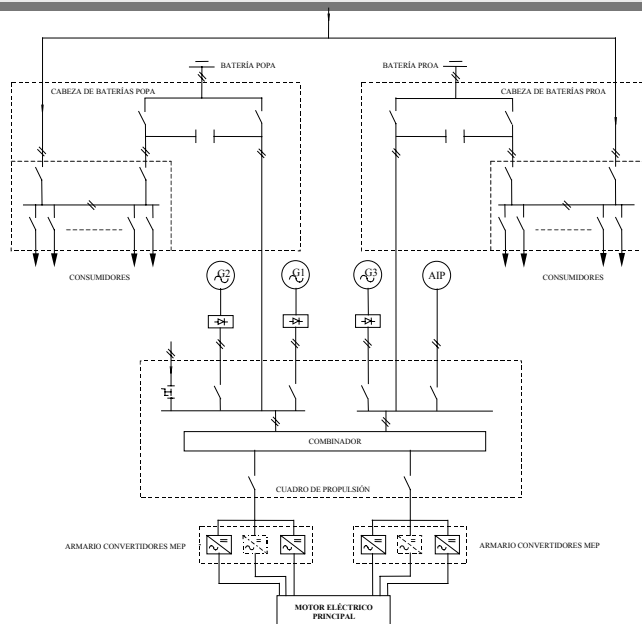 BATERÍA POPA
BATERÍA PROA
CABEZA DE BATERÍAS POPA
CABEZA DE BATERÍAS PROA
CONSUMIDORES
CONSUMIDORES
G2
G1
G3
AIP
COMBINADOR
CUADRO DE PROPULSIÓN
ARMARIO CONVERTIDORES MEP
ARMARIO CONVERTIDORES MEP
MOTOR ELÉCTRICO
PRINCIPAL